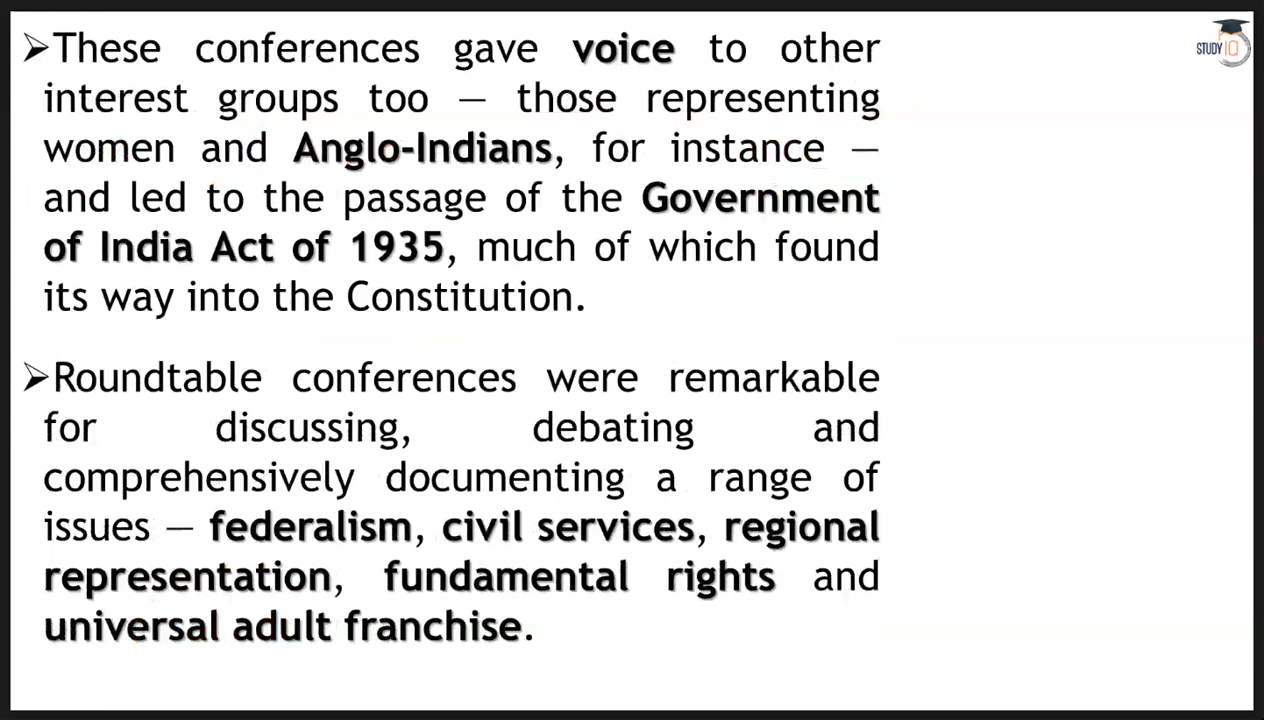 ➢These conferences gave voice to other
interest groups too — those representing
women and Anglo-Indians, for instance —
and led to the passage of the Government
of India Act of 1935, much of which found
its way into the Constitution.
➢Roundtable conferences were remarkable
for discussing, debating and
comprehensively documenting a range of
issues — federalism, civil services, regional
representation, fundamental rights and
universal adult franchise.
STUDY IQ